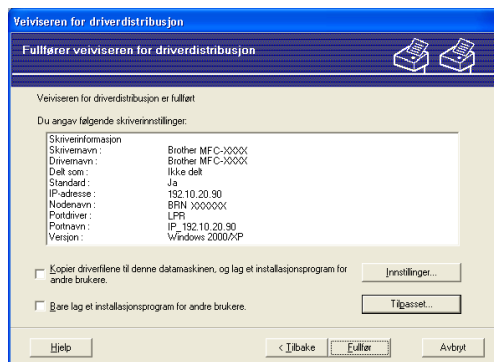 Veiviseren for driverdistribusjon
Fullfører veiviseren for driverdistribusjon
Veiviseren for driverdistribusjon er fullført
Du angav følgende skriverinnstillinger:
Skriverinformasjon
Skrivernavn : Brother MFC-XXXX
Drivernavn : Brother MFC-XXXX
Delt som : Ikke delt
Standard : Ja
IP-adresse : 192.10.20.90
Nodenavn : BRN XXXXXX
Portdriver : LPR
Portnavn : IP_192.10.20.90
Versjon : Windows 2000/XP
Kopier driverfilene til denne datamaskinen, og lag et installasjonsprogram for
andre brukere.
Innstillinger...
Bare lag et installasjonsprogram for andre brukere.
Tilpasset...
Hjelp
< Tilbake
Fullfør
Avbryt